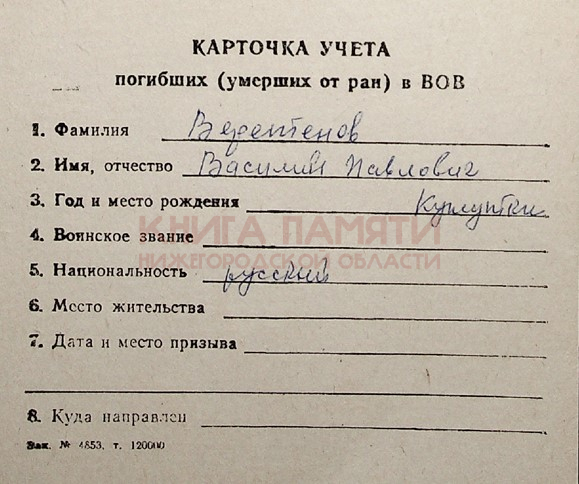 КАРТОЧКА УЧЕТА
погибших (умерших от ран) в ВОВ
1. Фамилия Веретенов
2. Имя, отчество Василий Павлович
3. Год и место рождения Курлутки
КНИГА ПАМЯТИ
4. Воинское звание
НИЖЕГОРОДСКОЙ ОБЛАСТИ
5. Национальность русский
6. Место жительства
7. Дата и место призыва
8. Куда направлен
Зак. № 4853. т. 120000